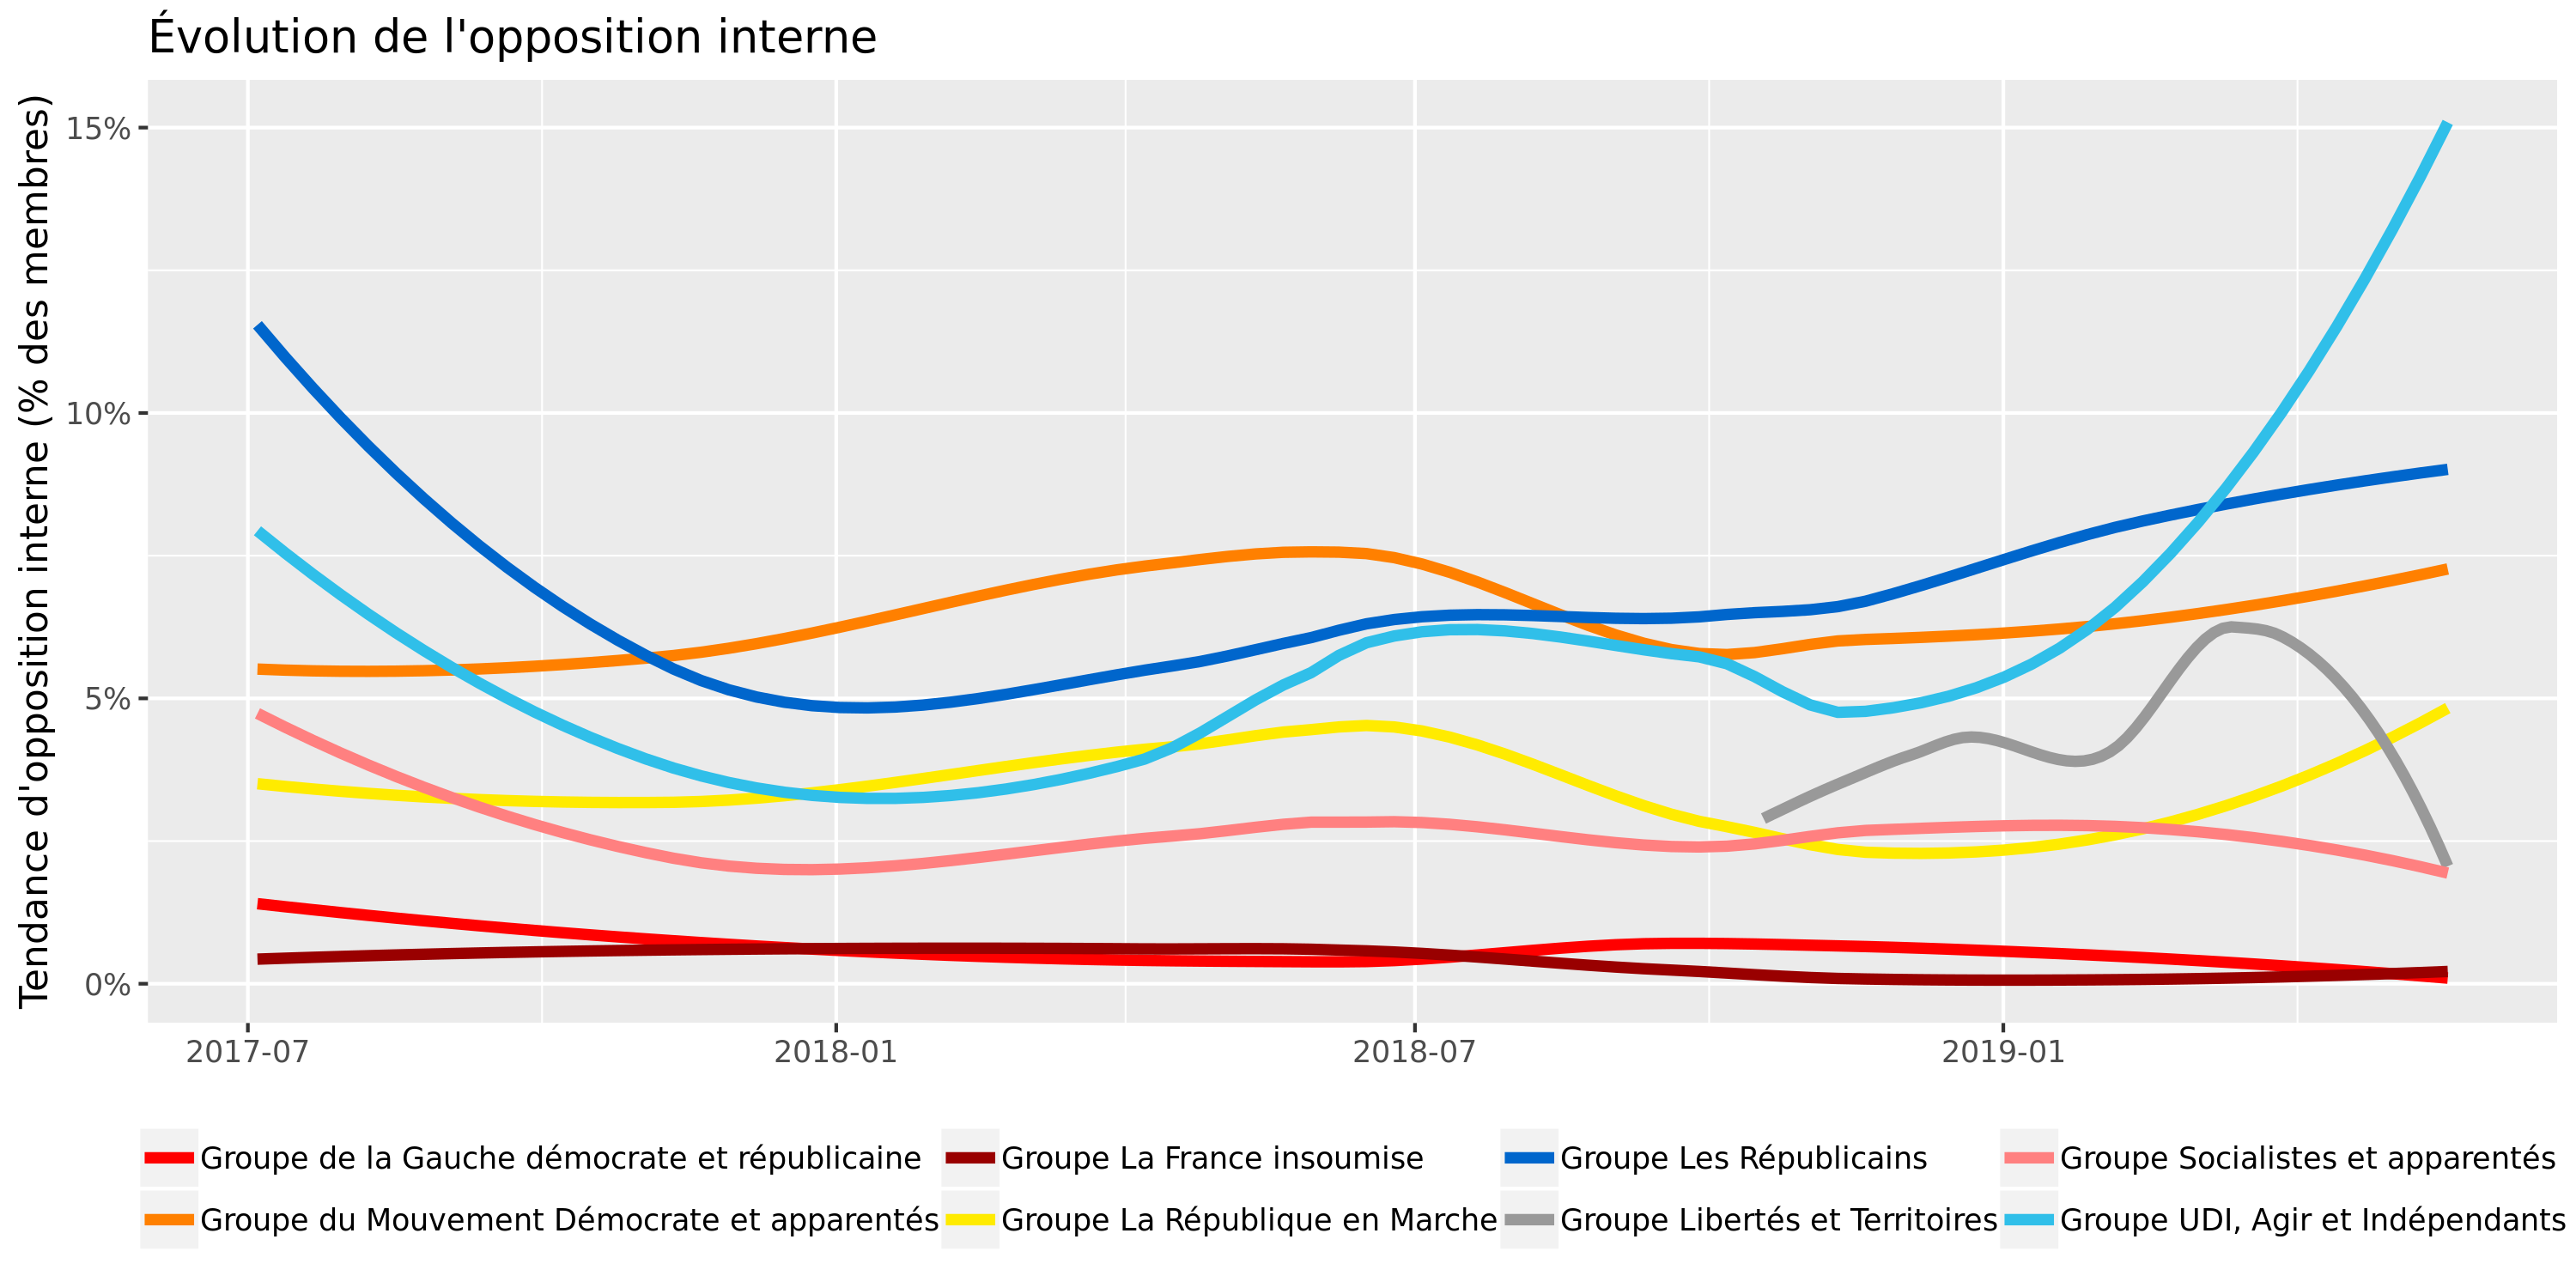 Évolution de l'opposition interne
Tendance d'opposition interne (% des membres)
15%
10%
5%
0%
2017-07 2018-01 2018-07 2019-01
Groupe de la Gauche démocrate et républicaine Groupe La France insoumise Groupe Les Républicains Groupe Socialistes et apparentés
Groupe du Mouvement Démocrate et apparentés Groupe La République en Marche Groupe Libertés et Territoires Groupe UDI, Agir et Indépendants